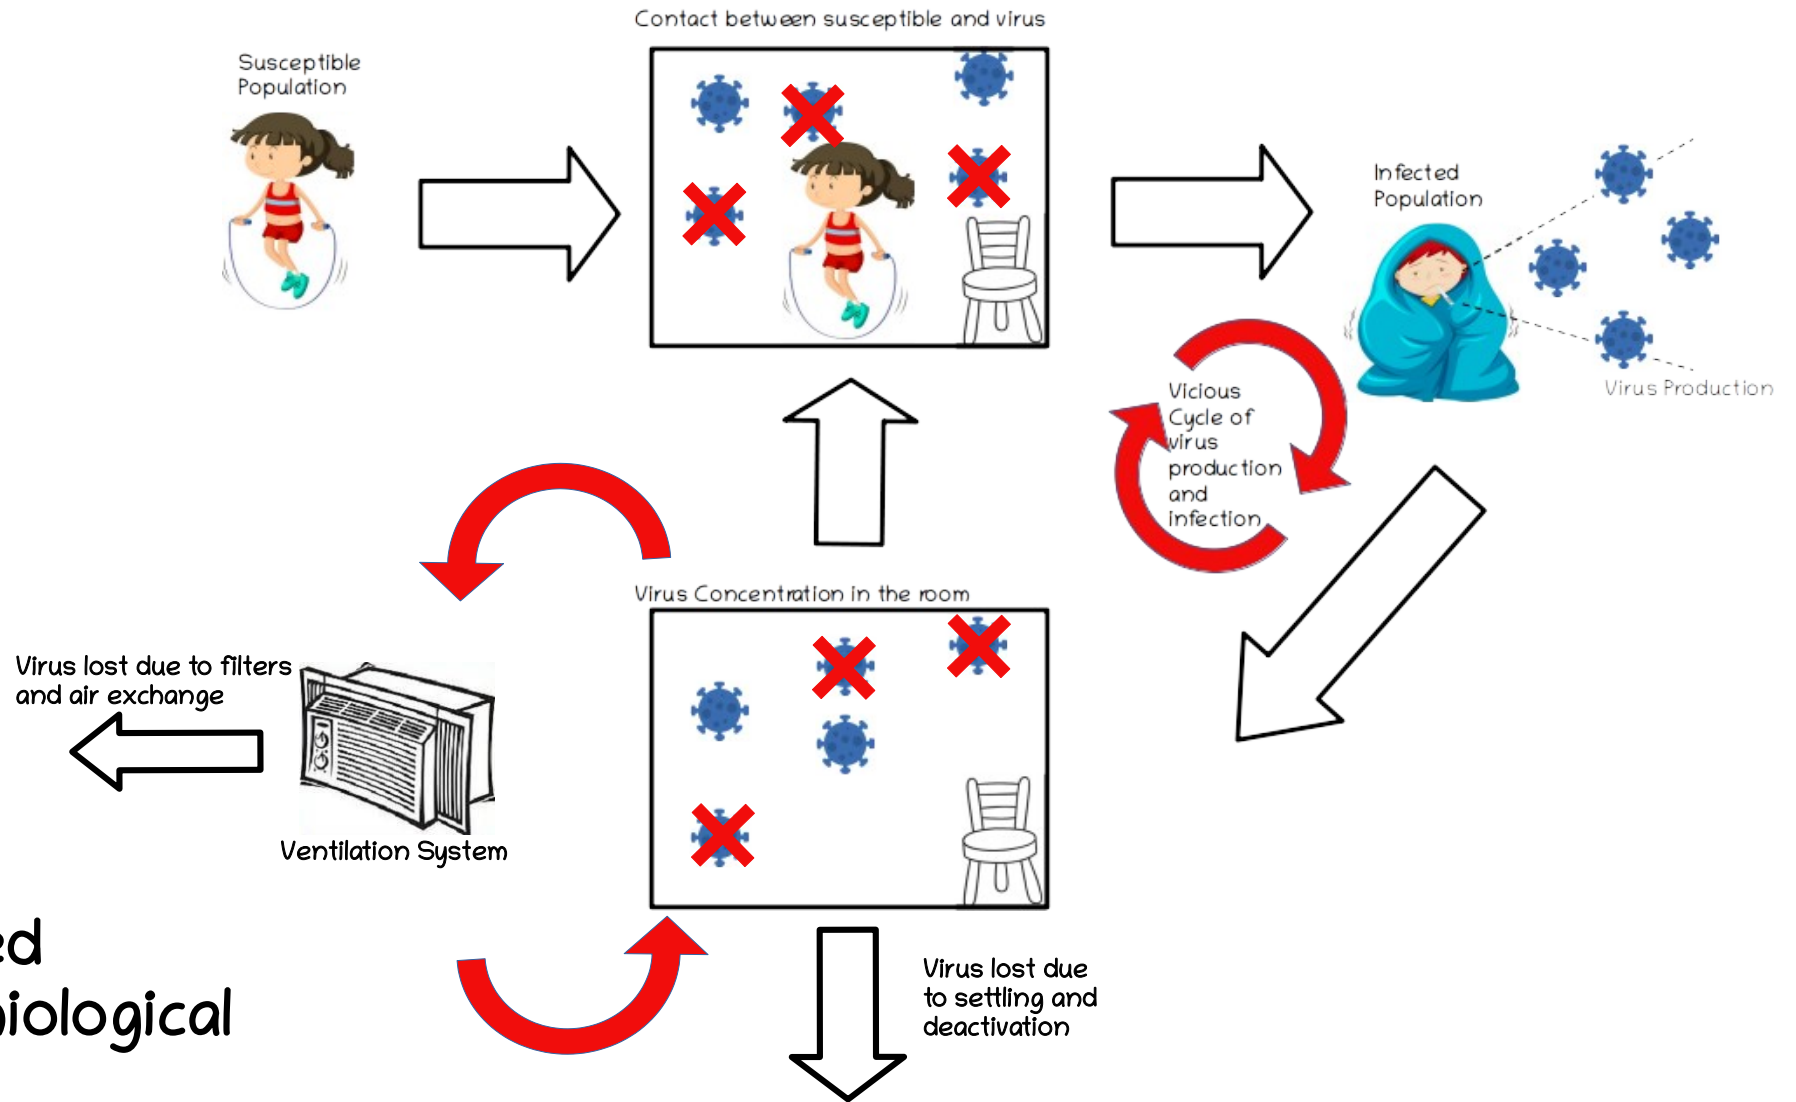 Contact between susceptible and virus
Susceptible
Population
Infected
Population
Virus Production
Vicious
Cycle of
virus
production
and
infection
Virus Concentration in the room
Virus lost due to filters
and air exchange
Ventilation System
Virus lost due
to settling and
deactivation
ed
iological